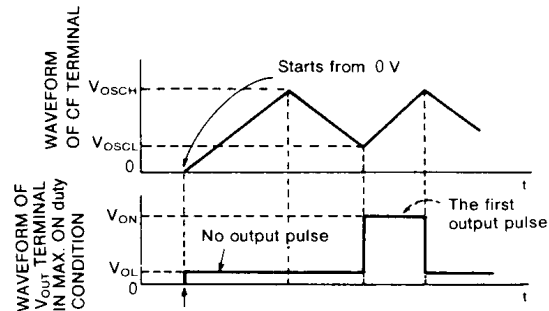 WAVEFORM
OF CF TERMINAL
Starts from 0 V
VOSCH
VOSCL
0
t
WAVEFORM OF
VOUT TERMINAL
IN MAX. ON duty
CONDITION
The first
output pulse
VON
No output pulse
VOL
0
t